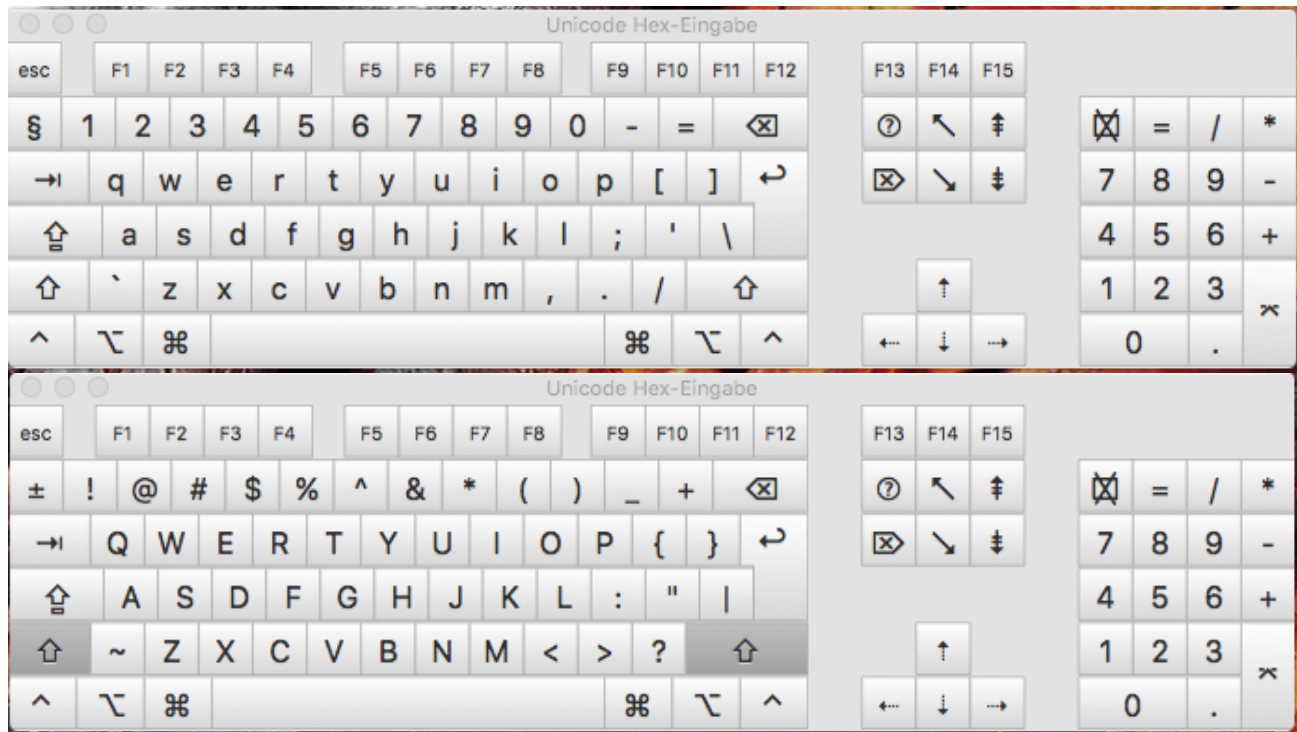 Unicode Hex-Eingabe
esc F1 F2 F3 F4 F5 F6 F7 F8 F9 F10 F11 F12 F13 F14 F15
§ 1 2 3 4 5 6 7 8 9 0 - = ⌫ ? ↖ ⇞ ⌧ = / *
⇥ q w e r t y u i o p [ ] ↩ ⌦ ↘ ⇟ 7 8 9 -
⇪ a s d f g h j k l ; ' \ 4 5 6 +
⇧ ` z x c v b n m , . / ⇧ ⇡ 1 2 3 ⌤
^ ⌥ ⌘ ⌘ ⌥ ^ ⇠ ⇣ ⇢ 0 .
Unicode Hex-Eingabe
esc F1 F2 F3 F4 F5 F6 F7 F8 F9 F10 F11 F12 F13 F14 F15
± ! @ # $ % ^ & * ( ) _ + ⌫ ? ↖ ⇞ ⌧ = / *
⇥ Q W E R T Y U I O P { } ↩ ⌦ ↘ ⇟ 7 8 9 -
⇪ A S D F G H J K L : " | 4 5 6 +
⇧ ~ Z X C V B N M < > ? ⇧ ⇡ 1 2 3 ⌤
^ ⌥ ⌘ ⌘ ⌥ ^ ⇠ ⇣ ⇢ 0 .